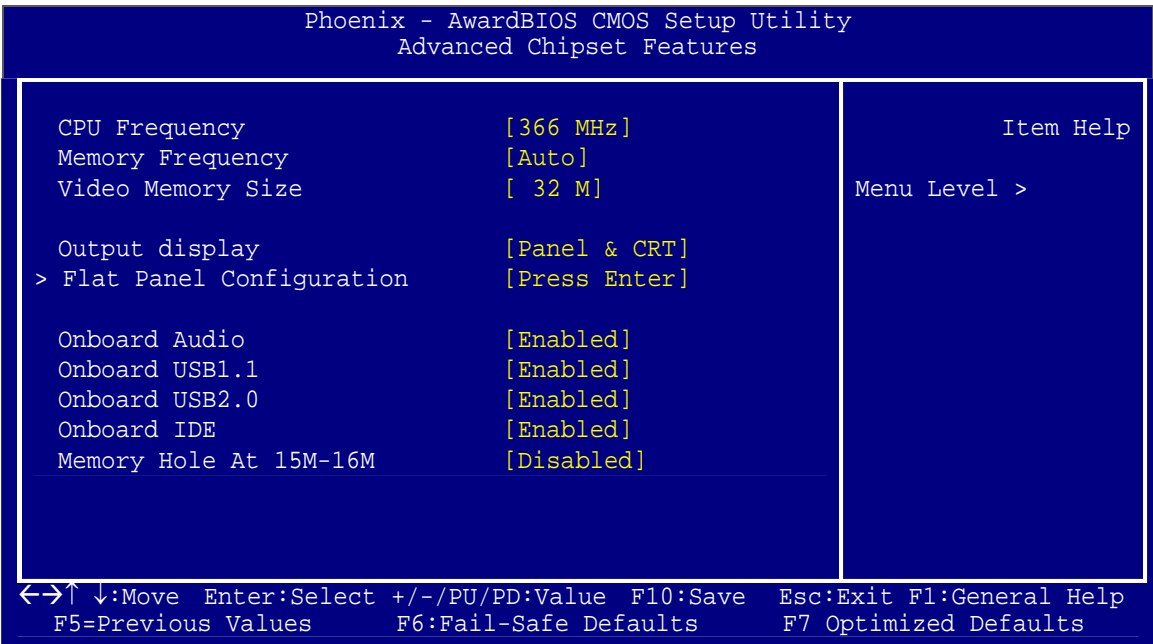 Phoenix - AwardBIOS CMOS Setup Utility
Advanced Chipset Features
CPU Frequency [366 MHz] Item Help
Memory Frequency [Auto]
Video Memory Size [ 32 M] Menu Level >
Output display [Panel & CRT]
> Flat Panel Configuration [Press Enter]
Onboard Audio [Enabled]
Onboard USB1.1 [Enabled]
Onboard USB2.0 [Enabled]
Onboard IDE [Enabled]
Memory Hole At 15M-16M [Disabled]
←→↑ ↓:Move Enter:Select +/-/PU/PD:Value F10:Save Esc:Exit F1:General Help
F5=Previous Values F6:Fail-Safe Defaults F7 Optimized Defaults